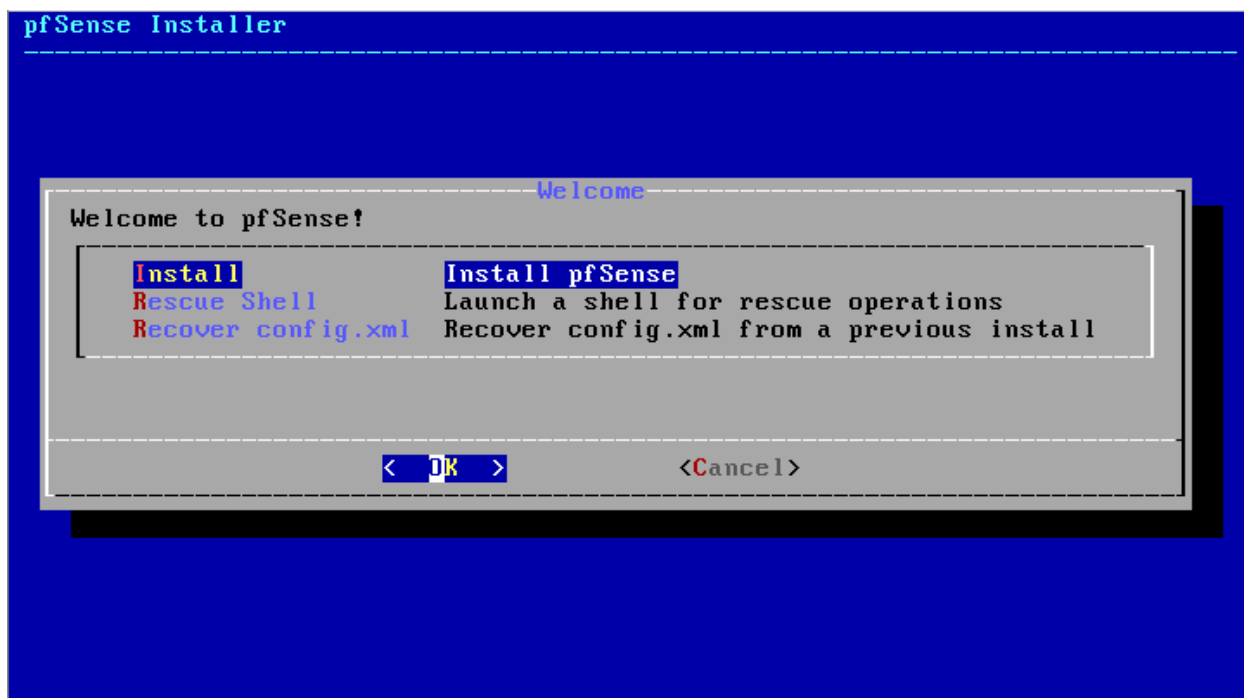 pfSense Installer
Welcome
Welcome to pfSense!
Install Install pfSense
Rescue Shell Launch a shell for rescue operations
Recover config.xml Recover config.xml from a previous install
< OK > <Cancel>